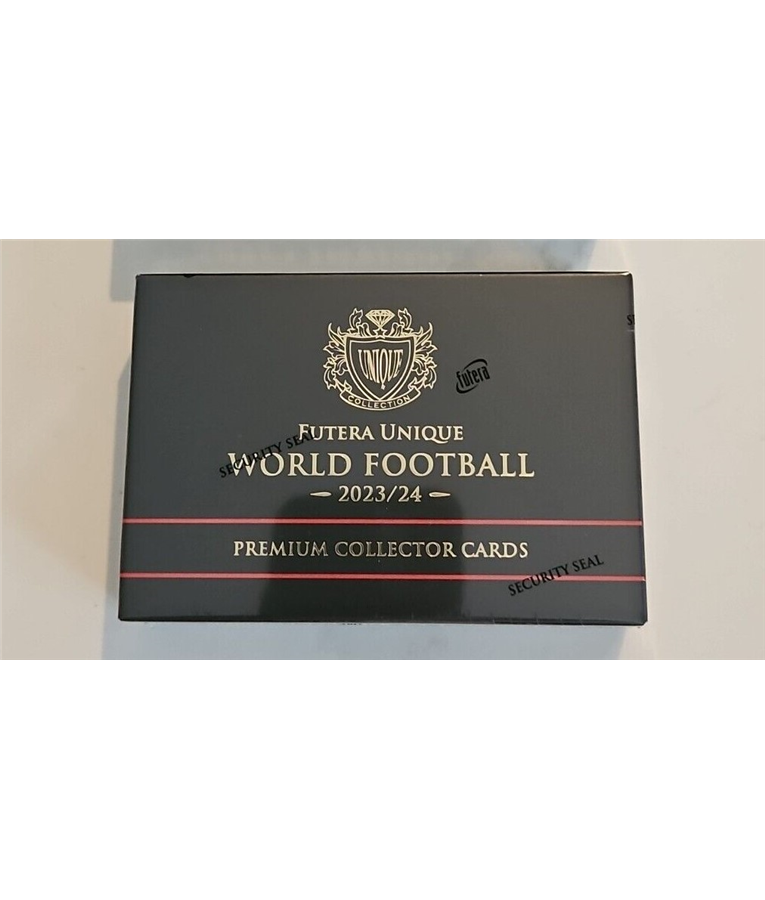 UNIQUE
COLLECTION
Futera
FUTERA UNIQUE
SECURITY SEAL
WORLD FOOTBALL
2023/24
PREMIUM COLLECTOR CARDS
SECURITY SEAL